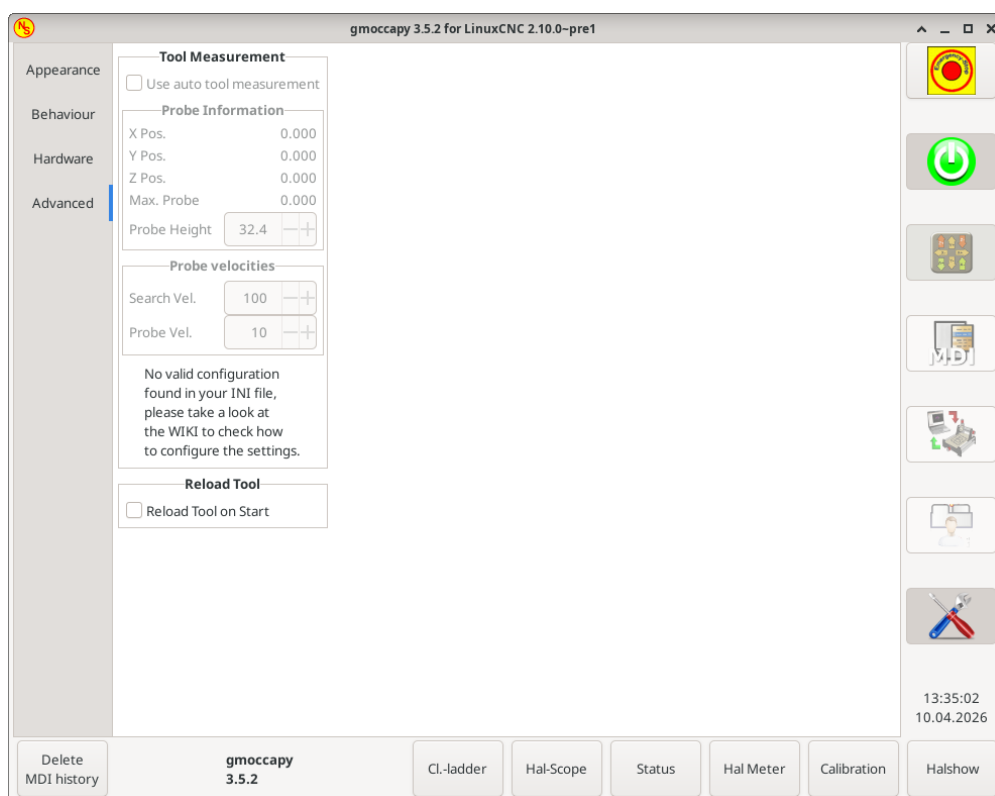 NS
gmoccapy 3.5.2 for LinuxCNC 2.10.0~pre1
Appearance
Behaviour
Hardware
Advanced
Tool Measurement
Use auto tool measurement
Probe Information
X Pos. 0.000
Y Pos. 0.000
Z Pos. 0.000
Max. Probe 0.000
Probe Height 32.4
Probe velocities
Search Vel. 100
Probe Vel. 10
No valid configuration
found in your INI file,
please take a look at
the WIKI to check how
to configure the settings.
Reload Tool
Reload Tool on Start
MDI
13:35:02
10.04.2026
Delete
MDI history
gmoccapy
3.5.2
Cl.-ladder
Hal-Scope
Status
Hal Meter
Calibration
Halshow